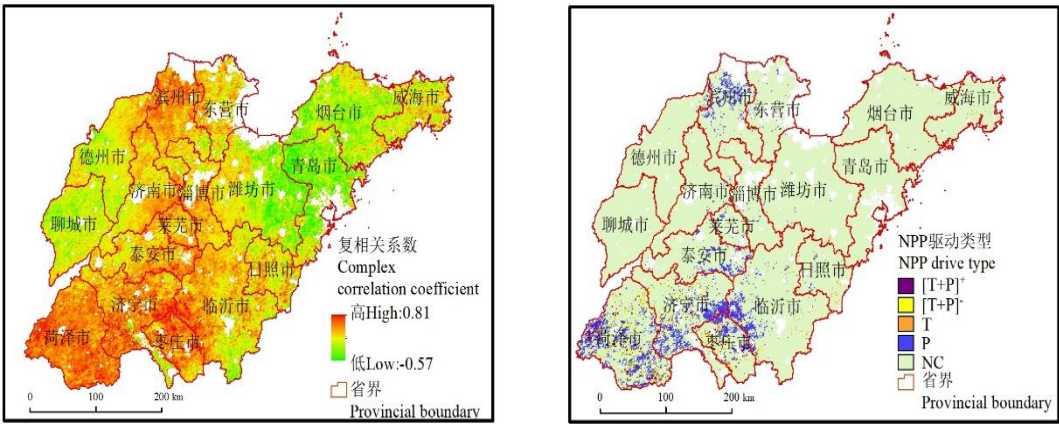 滨州市
东营市
烟台市
威海市
德州市
青岛市
济南市
淄博市
潍坊市
聊城市
莱芜市
泰安市
日照市
济宁市
临沂市
菏泽市
枣庄市
复相关系数
Complex
correlation coefficient
高High:0.81
低Low:-0.57
省界
Provincial boundary
0 100 200 km
滨州市
东营市
烟台市
威海市
德州市
青岛市
济南市
淄博市
潍坊市
聊城市
莱芜市
泰安市
日照市
济宁市
临沂市
菏泽市
枣庄市
NPP驱动类型
NPP drive type
[T+P]⁺
[T+P]⁻
T
P
NC
省界
Provincial boundary
0 100 200 km